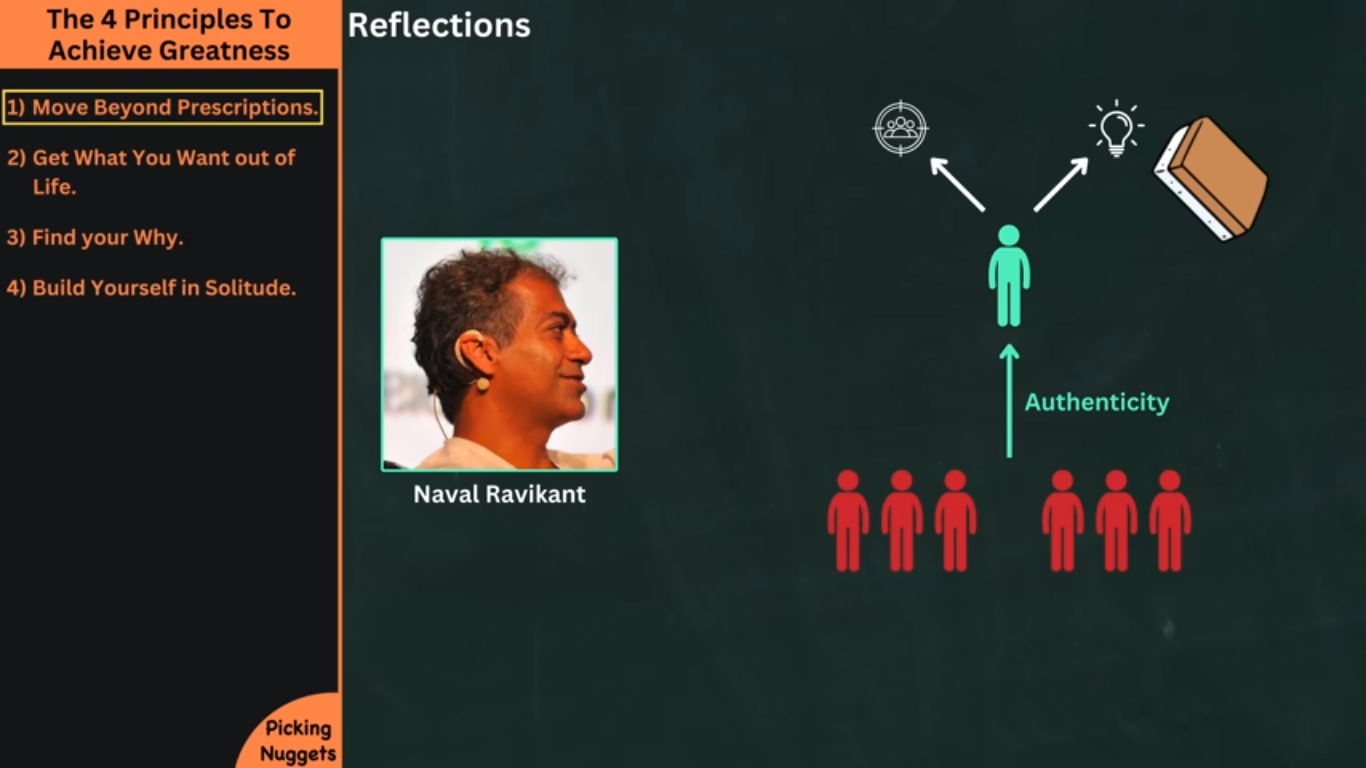 The 4 Principles To
Achieve Greatness
1) Move Beyond Prescriptions.
2) Get What You Want out of
Life.
3) Find your Why.
4) Build Yourself in Solitude.
Picking
Nuggets
Reflections
Naval Ravikant
Authenticity